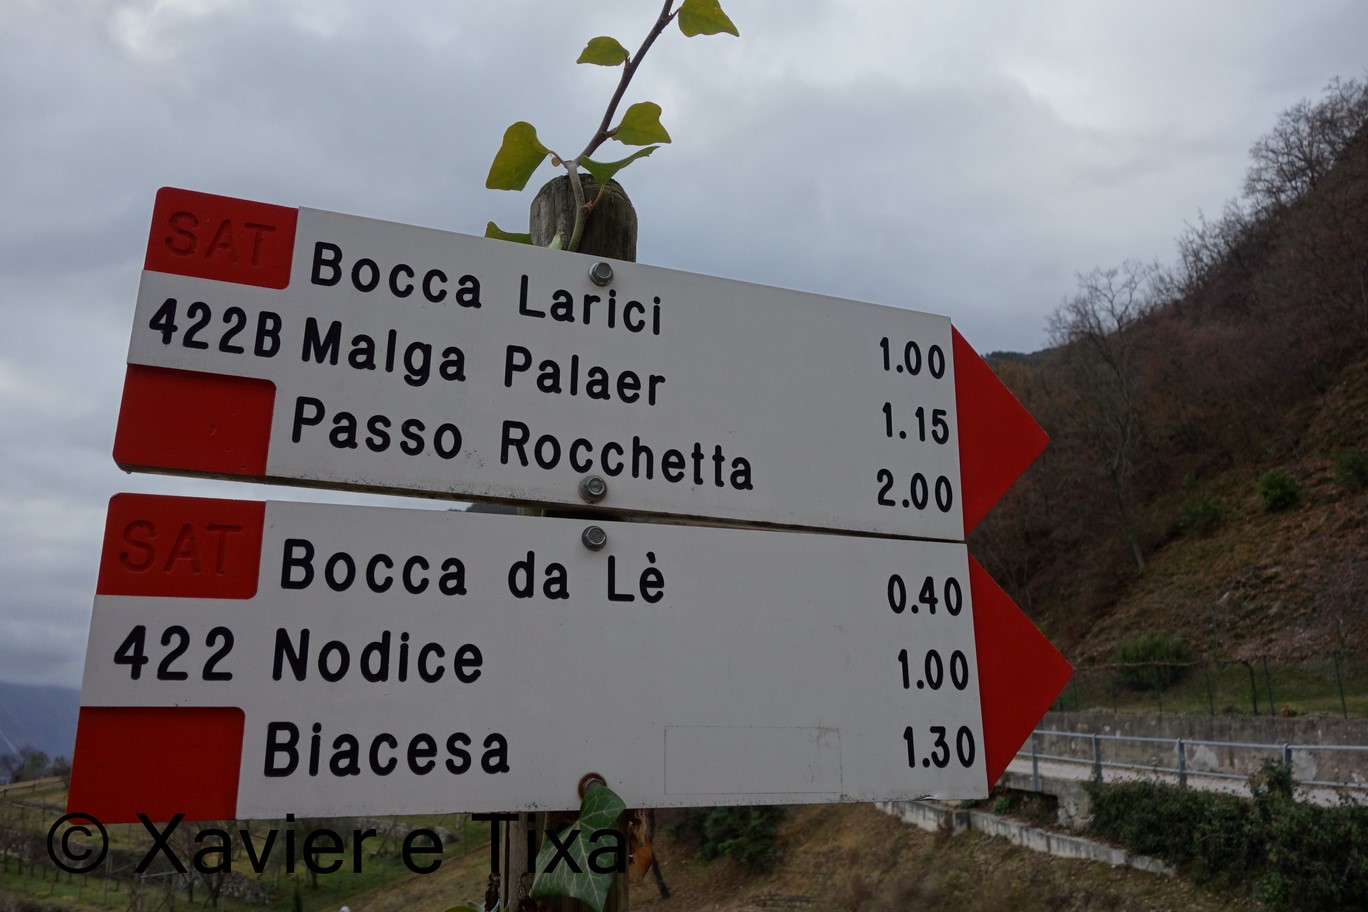 SAT
Bocca Larici 1.00
422B Malga Palaer 1.15
Passo Rocchetta 2.00
SAT
Bocca da Lè 0.40
422 Nodice 1.00
Biacesa 1.30
© Xavier e Tixa